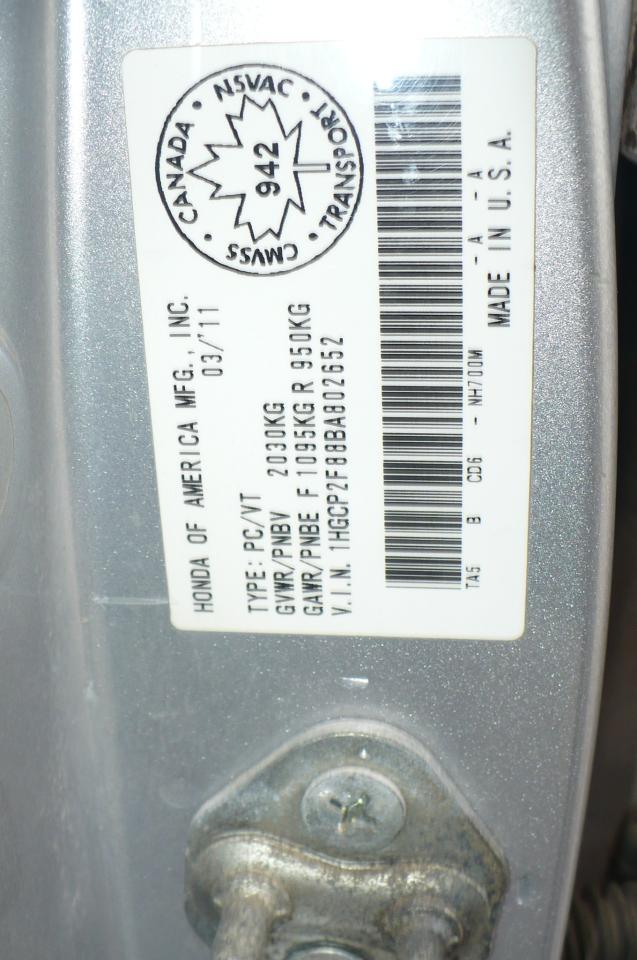 HONDA OF AMERICA MFG., INC.
03/'11
TYPE: PC/VT
GVWR/PNBV 2030KG
GAWR/PNBE F 1095KG R 950KG
V.I.N. 1HGCP2F88BA802652
CANADA • NSVAC • TRANSPORT • CMVSS •
942
TA5 B CD6 - NH700M - A - A - A
MADE IN U.S.A.